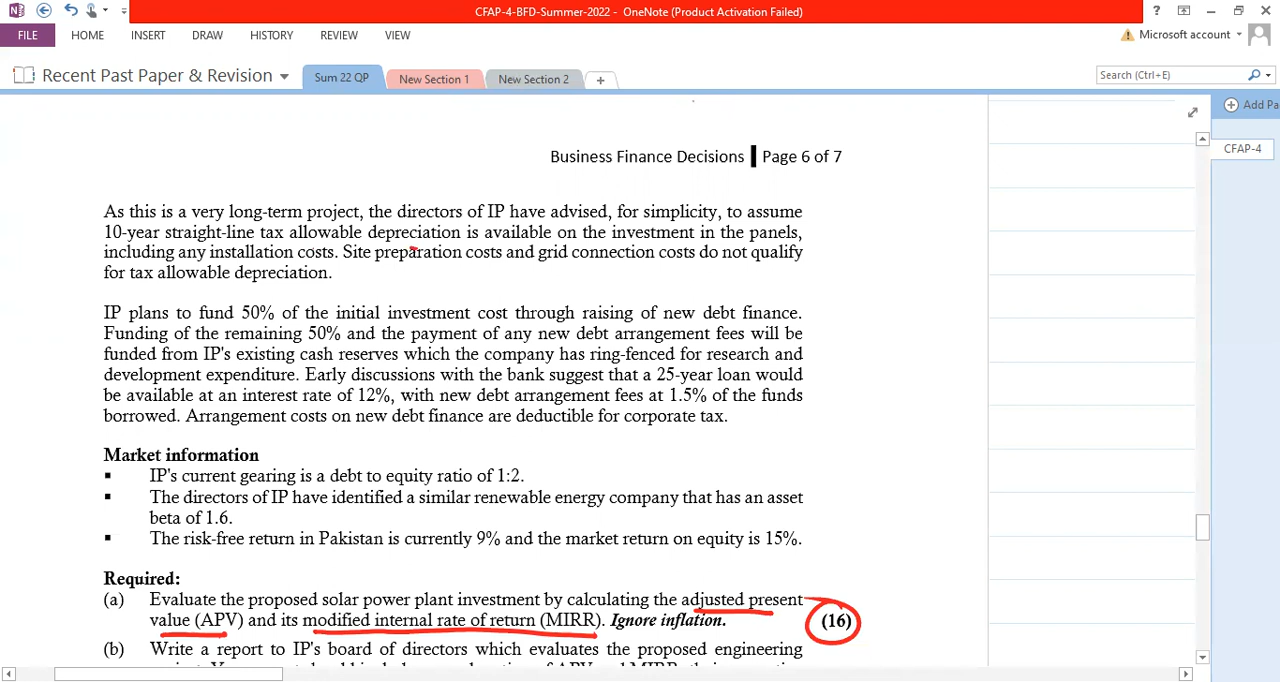 CFAP-4-BFD-Summer-2022 - OneNote (Product Activation Failed)
FILE HOME INSERT DRAW HISTORY REVIEW VIEW
Microsoft account
Recent Past Paper & Revision
Sum 22 QP New Section 1 New Section 2
Search (Ctrl+E)
Add Pa
CFAP-4
Business Finance Decisions Page 6 of 7
As this is a very long-term project, the directors of IP have advised, for simplicity, to assume
10-year straight-line tax allowable depreciation is available on the investment in the panels,
including any installation costs. Site preparation costs and grid connection costs do not qualify
for tax allowable depreciation.
IP plans to fund 50% of the initial investment cost through raising of new debt finance.
Funding of the remaining 50% and the payment of any new debt arrangement fees will be
funded from IP's existing cash reserves which the company has ring-fenced for research and
development expenditure. Early discussions with the bank suggest that a 25-year loan would
be available at an interest rate of 12%, with new debt arrangement fees at 1.5% of the funds
borrowed. Arrangement costs on new debt finance are deductible for corporate tax.
Market information
▪ IP's current gearing is a debt to equity ratio of 1:2.
▪ The directors of IP have identified a similar renewable energy company that has an asset
beta of 1.6.
▪ The risk-free return in Pakistan is currently 9% and the market return on equity is 15%.
Required:
(a) Evaluate the proposed solar power plant investment by calculating the adjusted present
value (APV) and its modified internal rate of return (MIRR). Ignore inflation. (16)
(b) Write a report to IP's board of directors which evaluates the proposed engineering